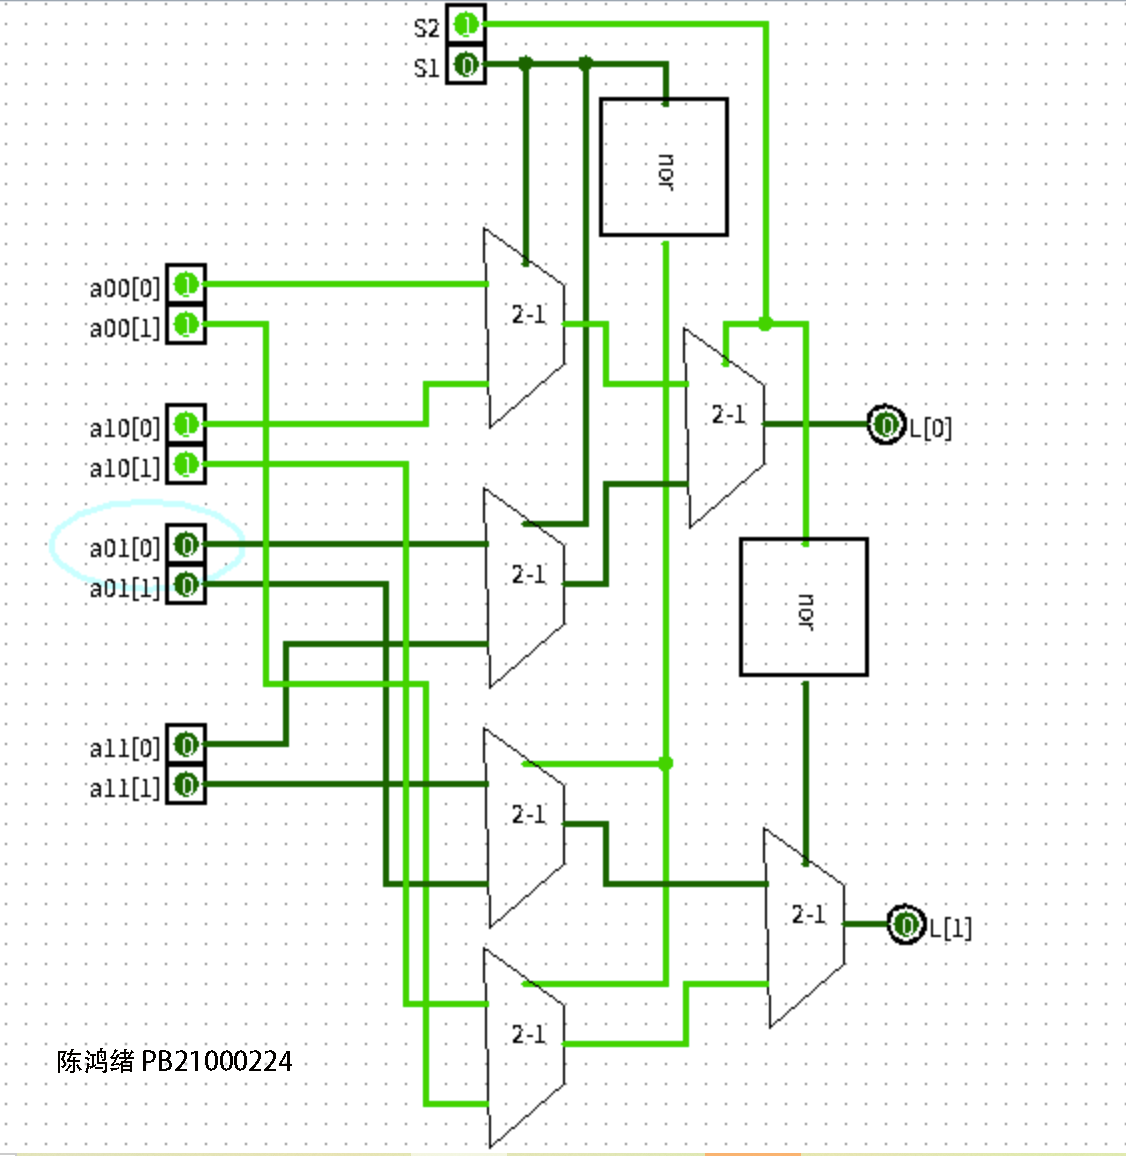 S2 1
S1 0
nor
a00[0] 1
2-1
a00[1] 1
2-1
a10[0] 1
L[0] 0
a10[1] 1
a01[0] 0
2-1
a01[1] 0
nor
a11[0] 0
a11[1] 0
2-1
2-1
0 L[1]
2-1
陈鸿绪 PB21000224